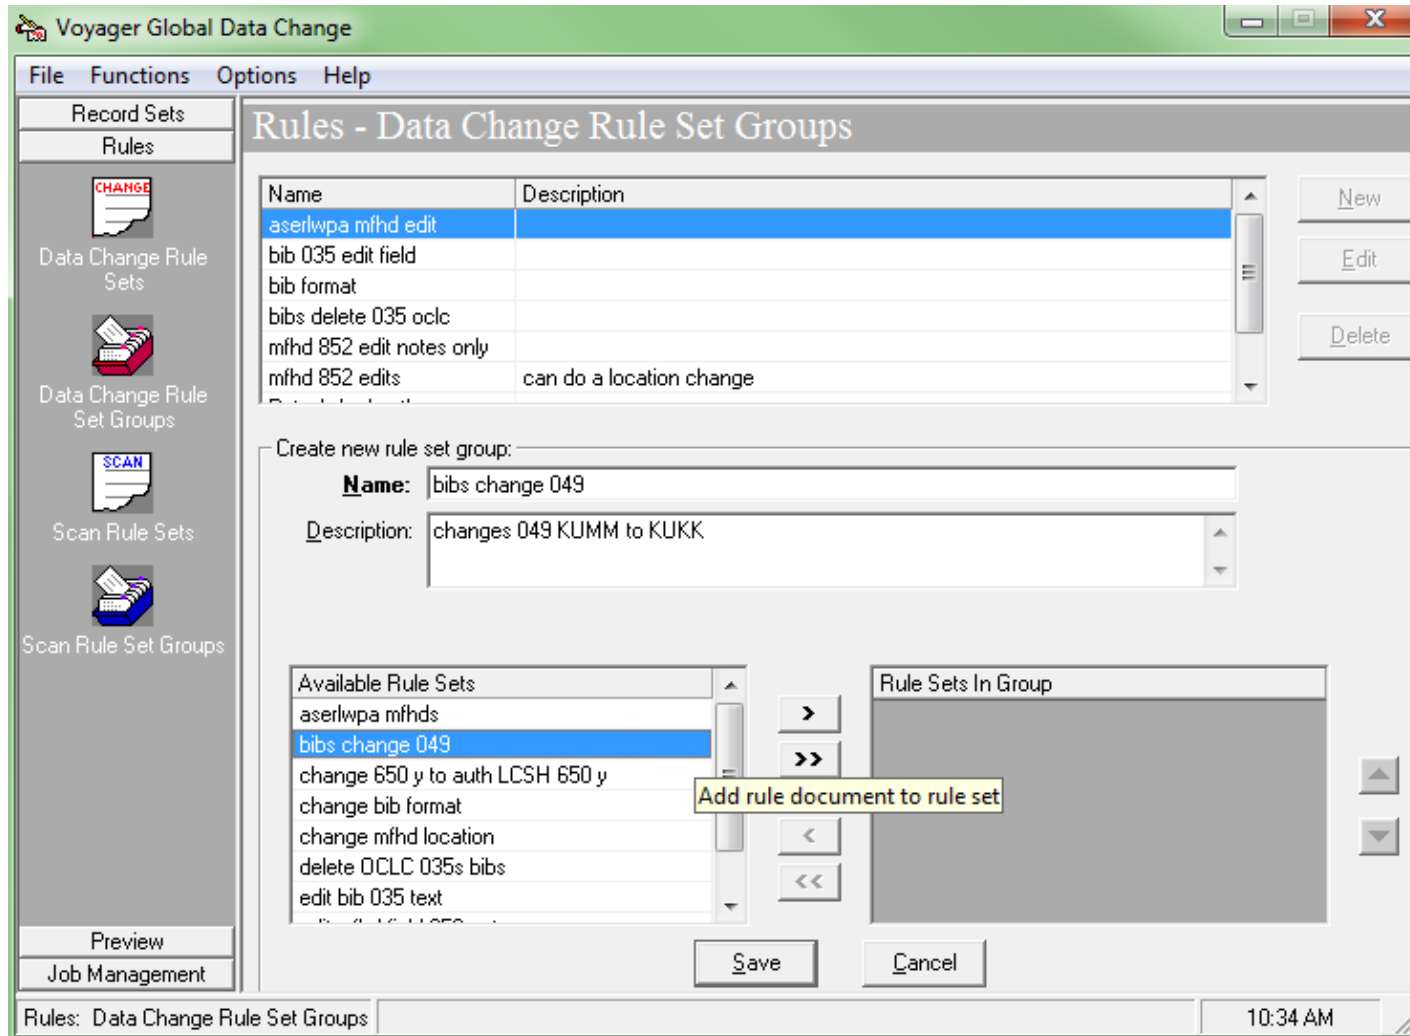 Voyager Global Data Change
File Functions Options Help
Record Sets
Rules
CHANGE
Data Change Rule
Sets
Data Change Rule
Set Groups
SCAN
Scan Rule Sets
Scan Rule Set Groups
Preview
Job Management
Rules - Data Change Rule Set Groups
Name Description
aserlwpa mfhd edit
bib 035 edit field
bib format
bibs delete 035 oclc
mfhd 852 edit notes only
mfhd 852 edits can do a location change
New
Edit
Delete
Create new rule set group:
Name: bibs change 049
Description: changes 049 KUMM to KUKK
Available Rule Sets
aserlwpa mfhds
bibs change 049
change 650 y to auth LCSH 650 y
change bib format
change mfhd location
delete OCLC 035s bibs
edit bib 035 text
>
>>
Add rule document to rule set
<
<<
Rule Sets In Group
Save Cancel
Rules: Data Change Rule Set Groups 10:34 AM